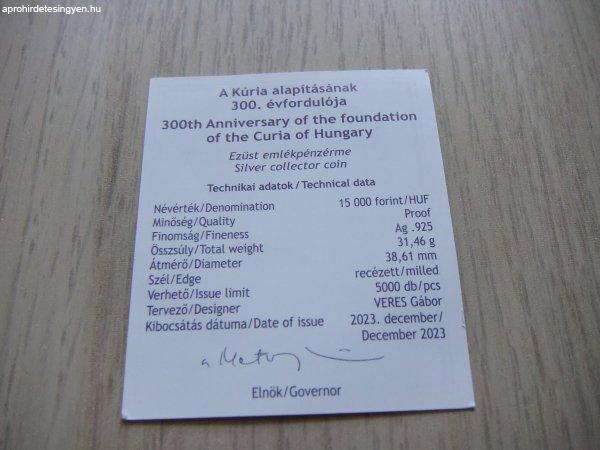 aprohirdetesingyen.hu
A Kúria alapításának
300. évfordulója
300th Anniversary of the foundation
of the Curia of Hungary
Ezüst emlékpénzérme
Silver collector coin
Technikai adatok/Technical data
Névérték/Denomination 15 000 forint/HUF
Minőség/Quality Proof
Finomság/Fineness Ag .925
Összsúly/Total weight 31,46 g
Átmérő/Diameter 38,61 mm
Szél/Edge recézett/milled
Verhető/Issue limit 5000 db/pcs
Tervező/Designer VERES Gábor
Kibocsátás dátuma/Date of issue 2023. december/
December 2023
Elnök/Governor